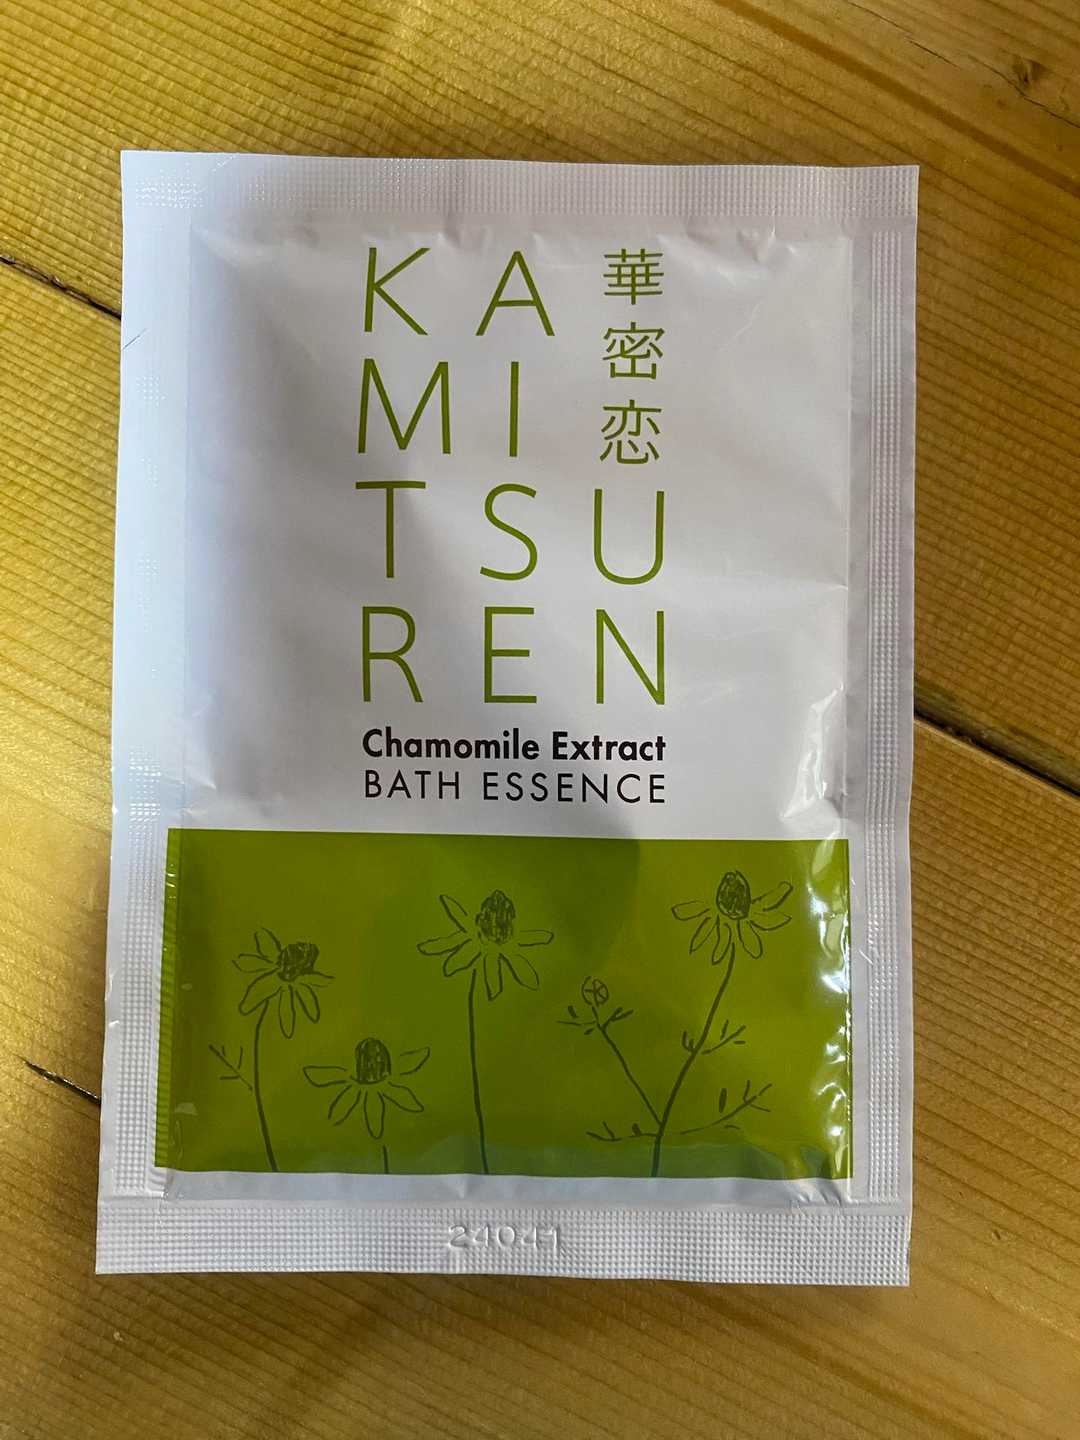 KA
MI
TSU
REN
華密恋
Chamomile Extract
BATH ESSENCE
24041